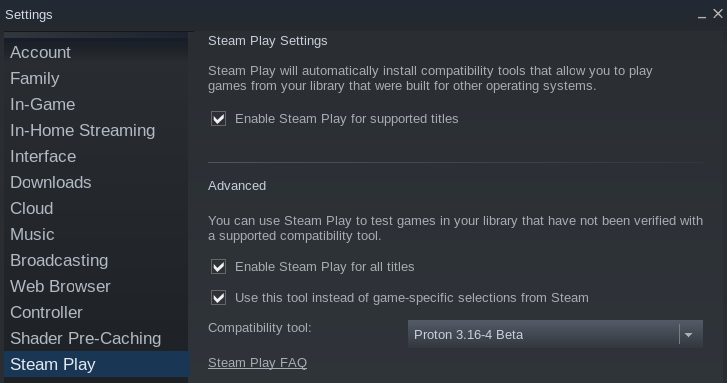 Settings
Account
Family
In-Game
In-Home Streaming
Interface
Downloads
Cloud
Music
Broadcasting
Web Browser
Controller
Shader Pre-Caching
Steam Play
Steam Play Settings
Steam Play will automatically install compatibility tools that allow you to play
games from your library that were built for other operating systems.
Enable Steam Play for supported titles
Advanced
You can use Steam Play to test games in your library that have not been verified with
a supported compatibility tool.
Enable Steam Play for all titles
Use this tool instead of game-specific selections from Steam
Compatibility tool:
Proton 3.16-4 Beta
Steam Play FAQ